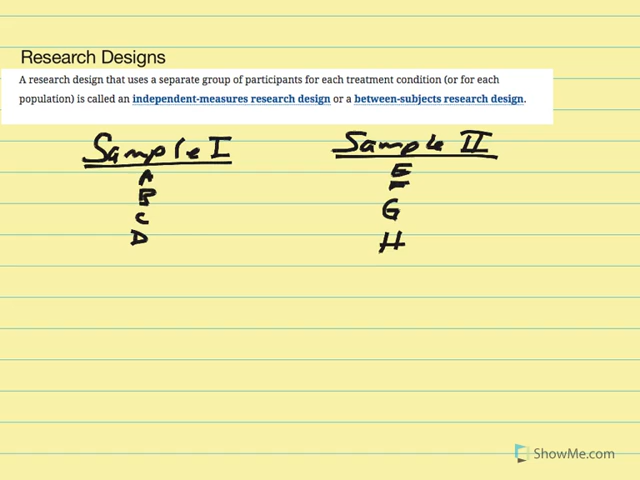 Research Designs
A research design that uses a separate group of participants for each treatment condition (or for each
population) is called an independent-measures research design or a between-subjects research design.
Sample I Sample II
A E
B F
C G
D H
ShowMe.com